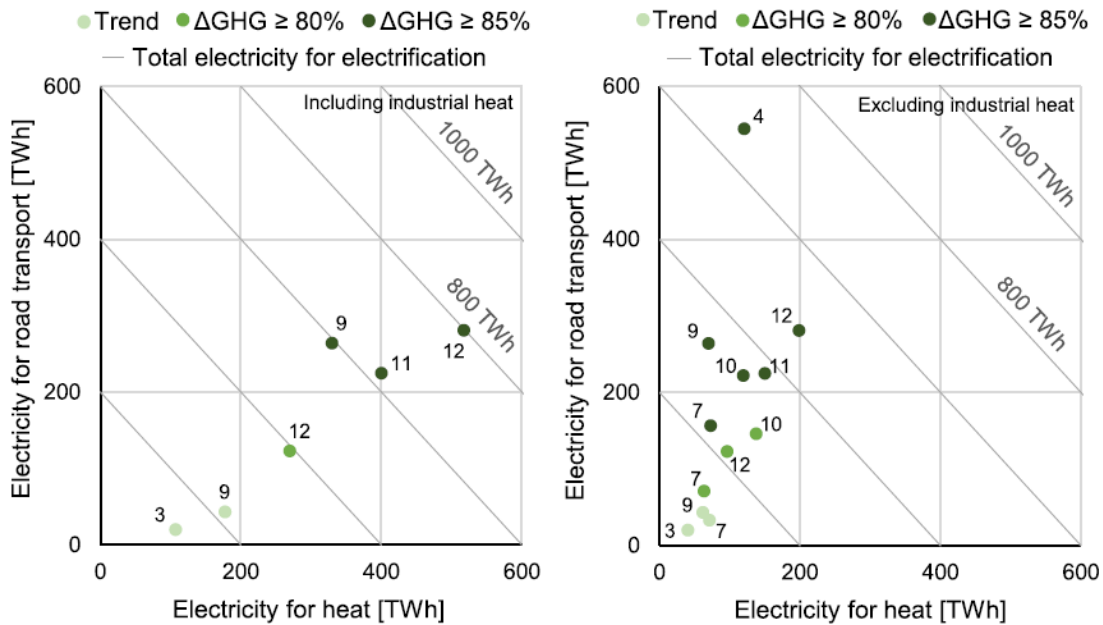 Trend ΔGHG ≥ 80% ΔGHG ≥ 85%
Total electricity for electrification
Including industrial heat
Electricity for road transport [TWh]
600
400
200
0
0 200 400 600
1000 TWh
800 TWh
9
11
12
12
9
3
Electricity for heat [TWh]
Trend ΔGHG ≥ 80% ΔGHG ≥ 85%
Total electricity for electrification
Excluding industrial heat
Electricity for road transport [TWh]
600
400
200
0
0 200 400 600
1000 TWh
800 TWh
4
12
9
10
11
7
10
12
7
9
3
7
Electricity for heat [TWh]